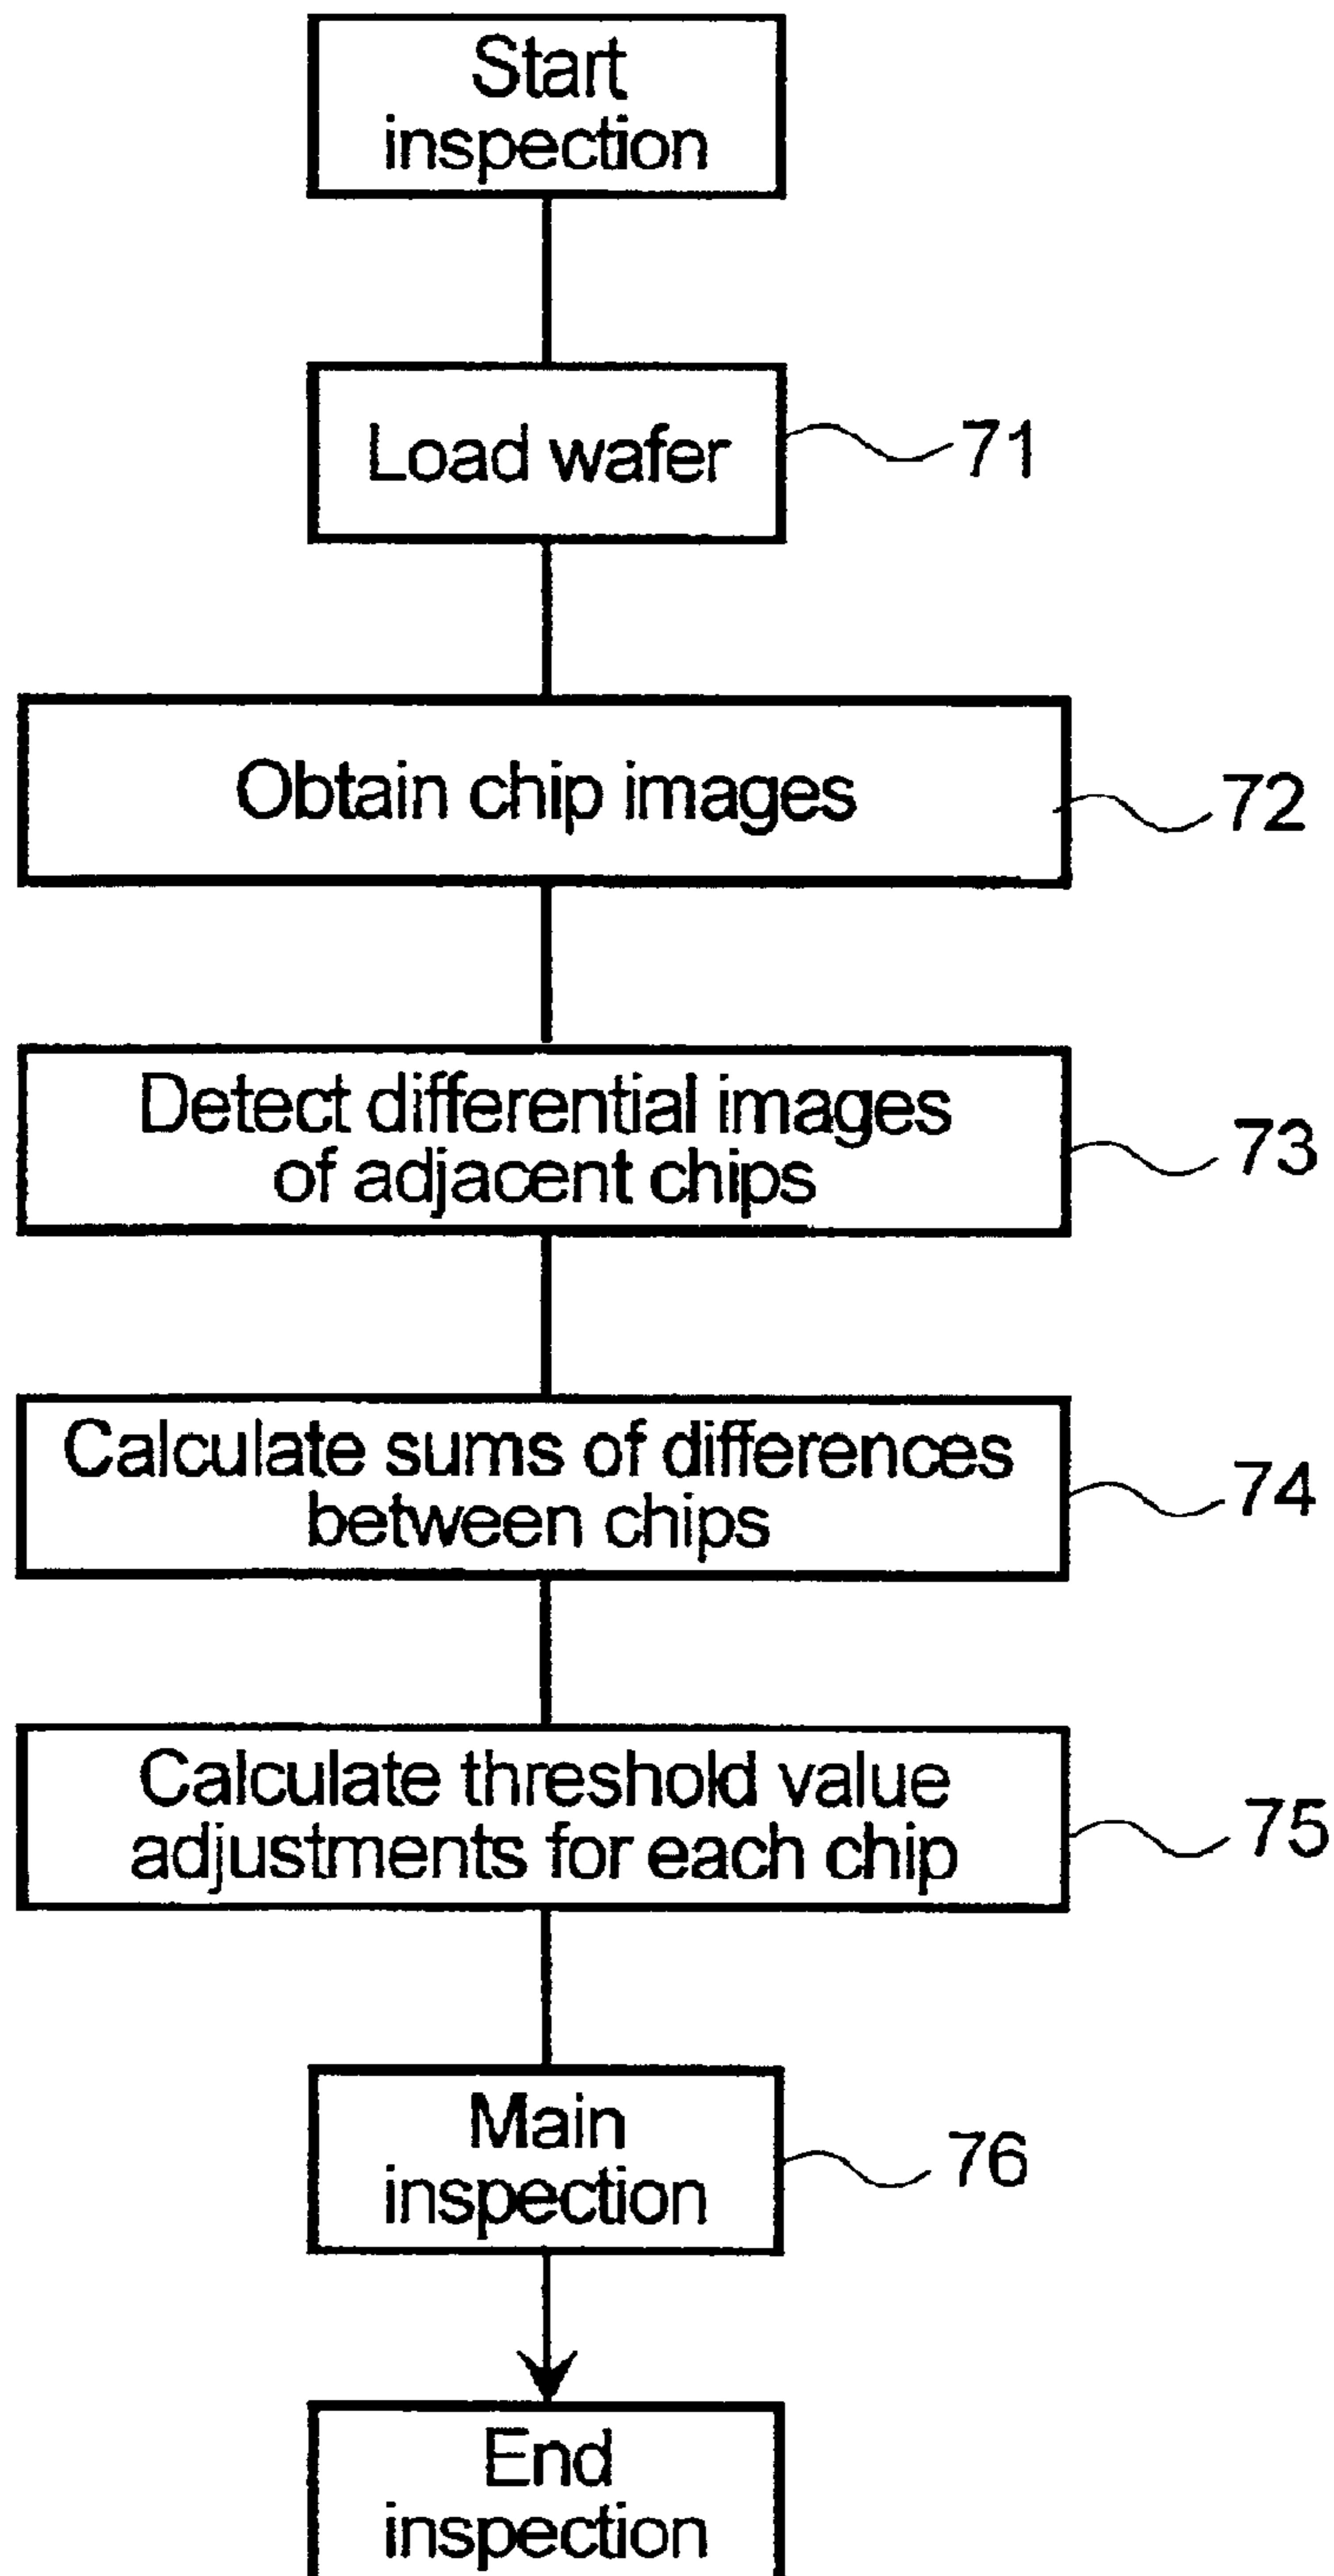 Start
inspection
Load wafer
71
Obtain chip images
72
Detect differential images
of adjacent chips
73
Calculate sums of differences
between chips
74
Calculate threshold value
adjustments for each chip
75
Main
inspection
76
End
inspection